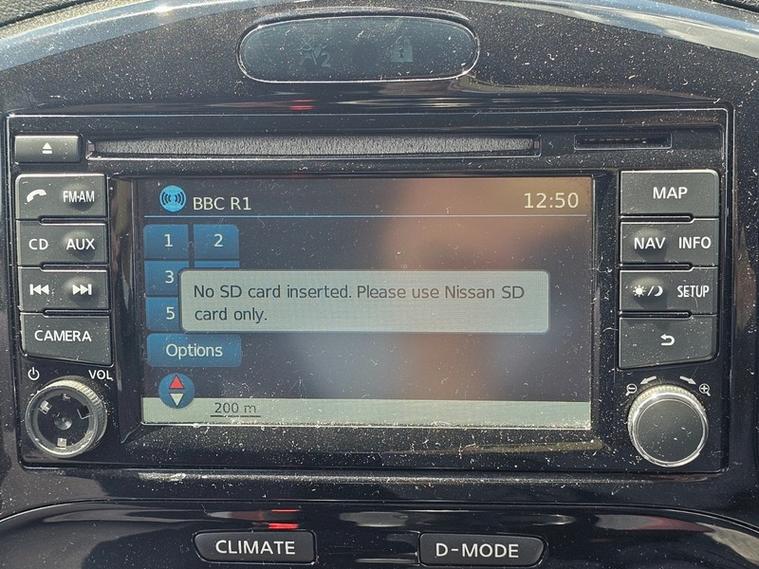 FM·AM
CD AUX
CAMERA
VOL
BBC R1
12:50
1 2
3
5
No SD card inserted. Please use Nissan SD
card only.
Options
200 m
MAP
NAV INFO
SETUP
CLIMATE
D-MODE